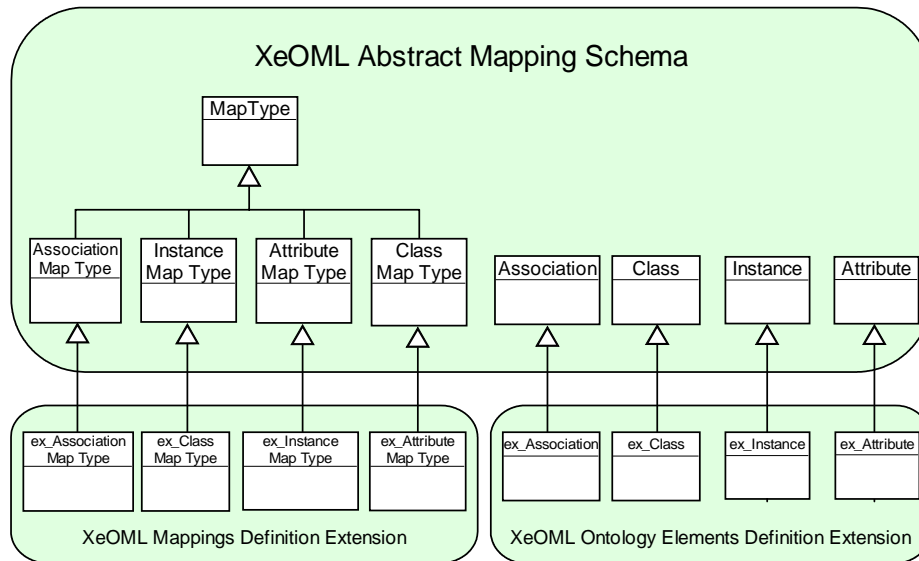 XeOML Abstract Mapping Schema
MapType
Association
Map Type
Instance
Map Type
Attribute
Map Type
Class
Map Type
Association
Class
Instance
Attribute
ex_Association
Map Type
ex_Class
Map Type
ex_Instance
Map Type
ex_Attribute
Map Type
XeOML Mappings Definition Extension
ex_Association
ex_Class
ex_Instance
ex_Attribute
XeOML Ontology Elements Definition Extension